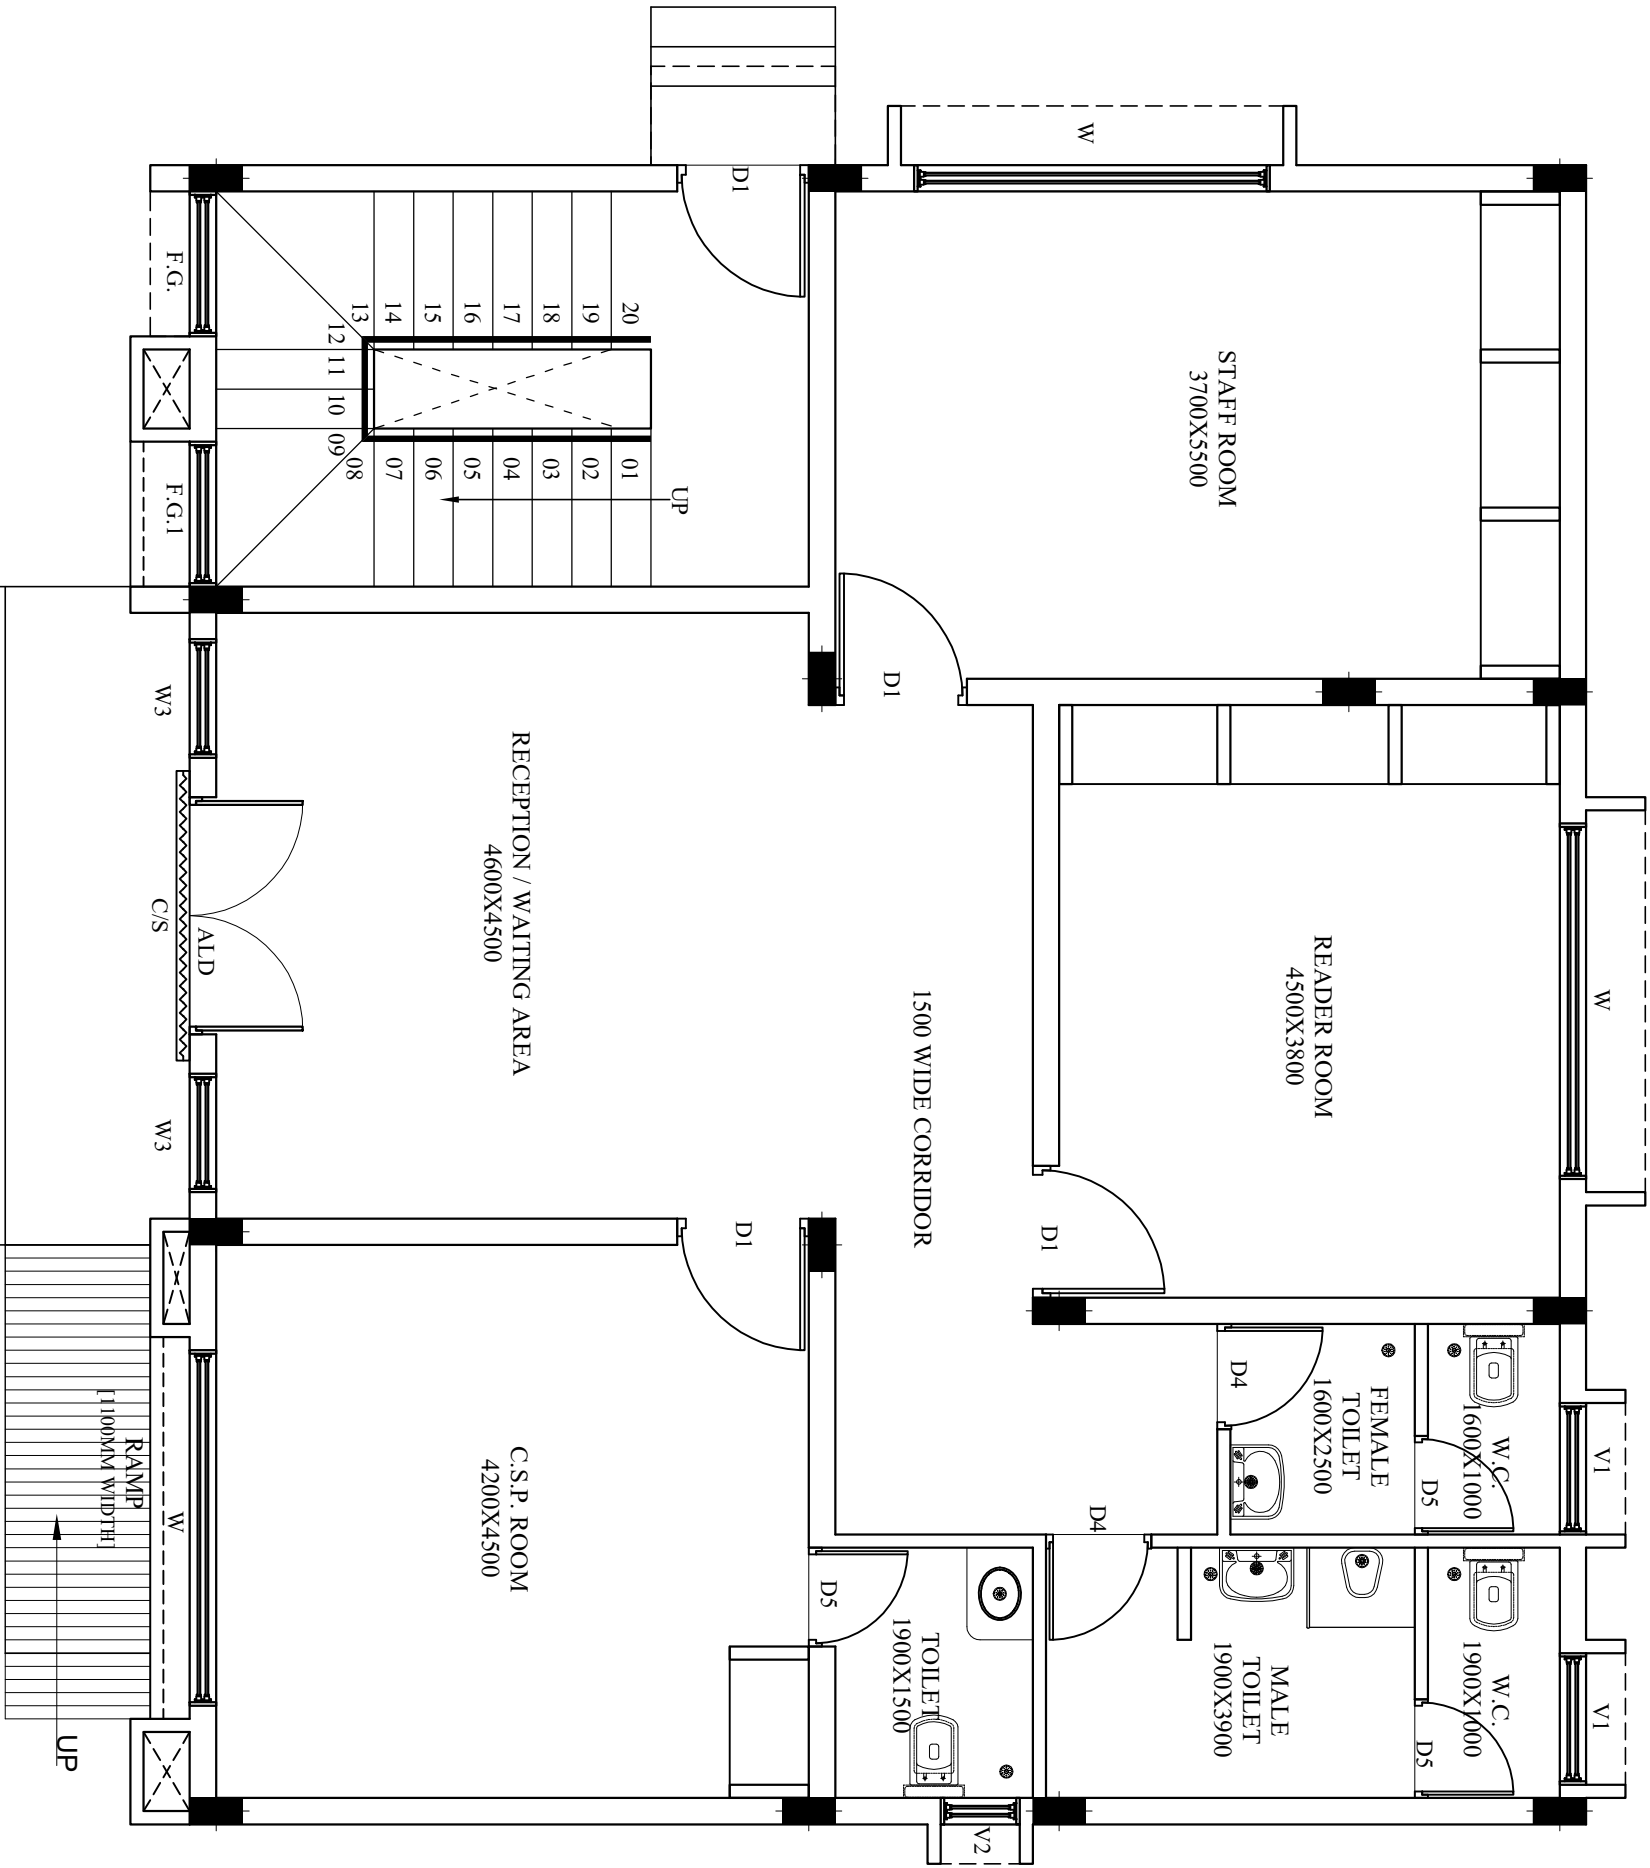 W
D1
STAFF ROOM
3700X5500
F.G.
F.G.1
20
19
18
17
16
15
14
13
12
11
10
09
08
07
06
05
04
03
02
01
UP
D1
W3
C/S
ALD
W3
RECEPTION / WAITING AREA
4600X4500
1500 WIDE CORRIDOR
READER ROOM
4500X3800
W
D1
D1
FEMALE
TOILET
1600X2500
D4
W.C.
1600X1000
D5
V1
D4
MALE
TOILET
1900X3900
W.C.
1900X1000
D5
V1
C.S.P. ROOM
4200X4500
D5
TOILET
1900X1500
V2
W
RAMP
[1100MM WIDTH]
UP